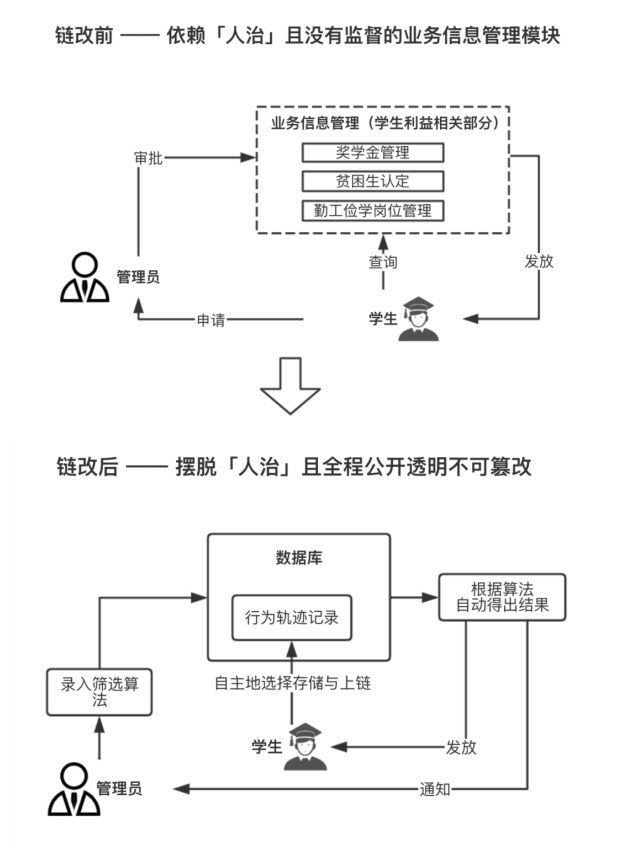 链改前 —— 依赖「人治」且没有监督的业务信息管理模块
业务信息管理（学生利益相关部分）
审批
奖学金管理
贫困生认定
勤工俭学岗位管理
管理员
查询
发放
申请
学生
链改后 —— 摆脱「人治」且全程公开透明不可篡改
数据库
根据算法
自动得出结果
行为轨迹记录
录入筛选算
法
自主地选择存储与上链
学生
发放
管理员
通知